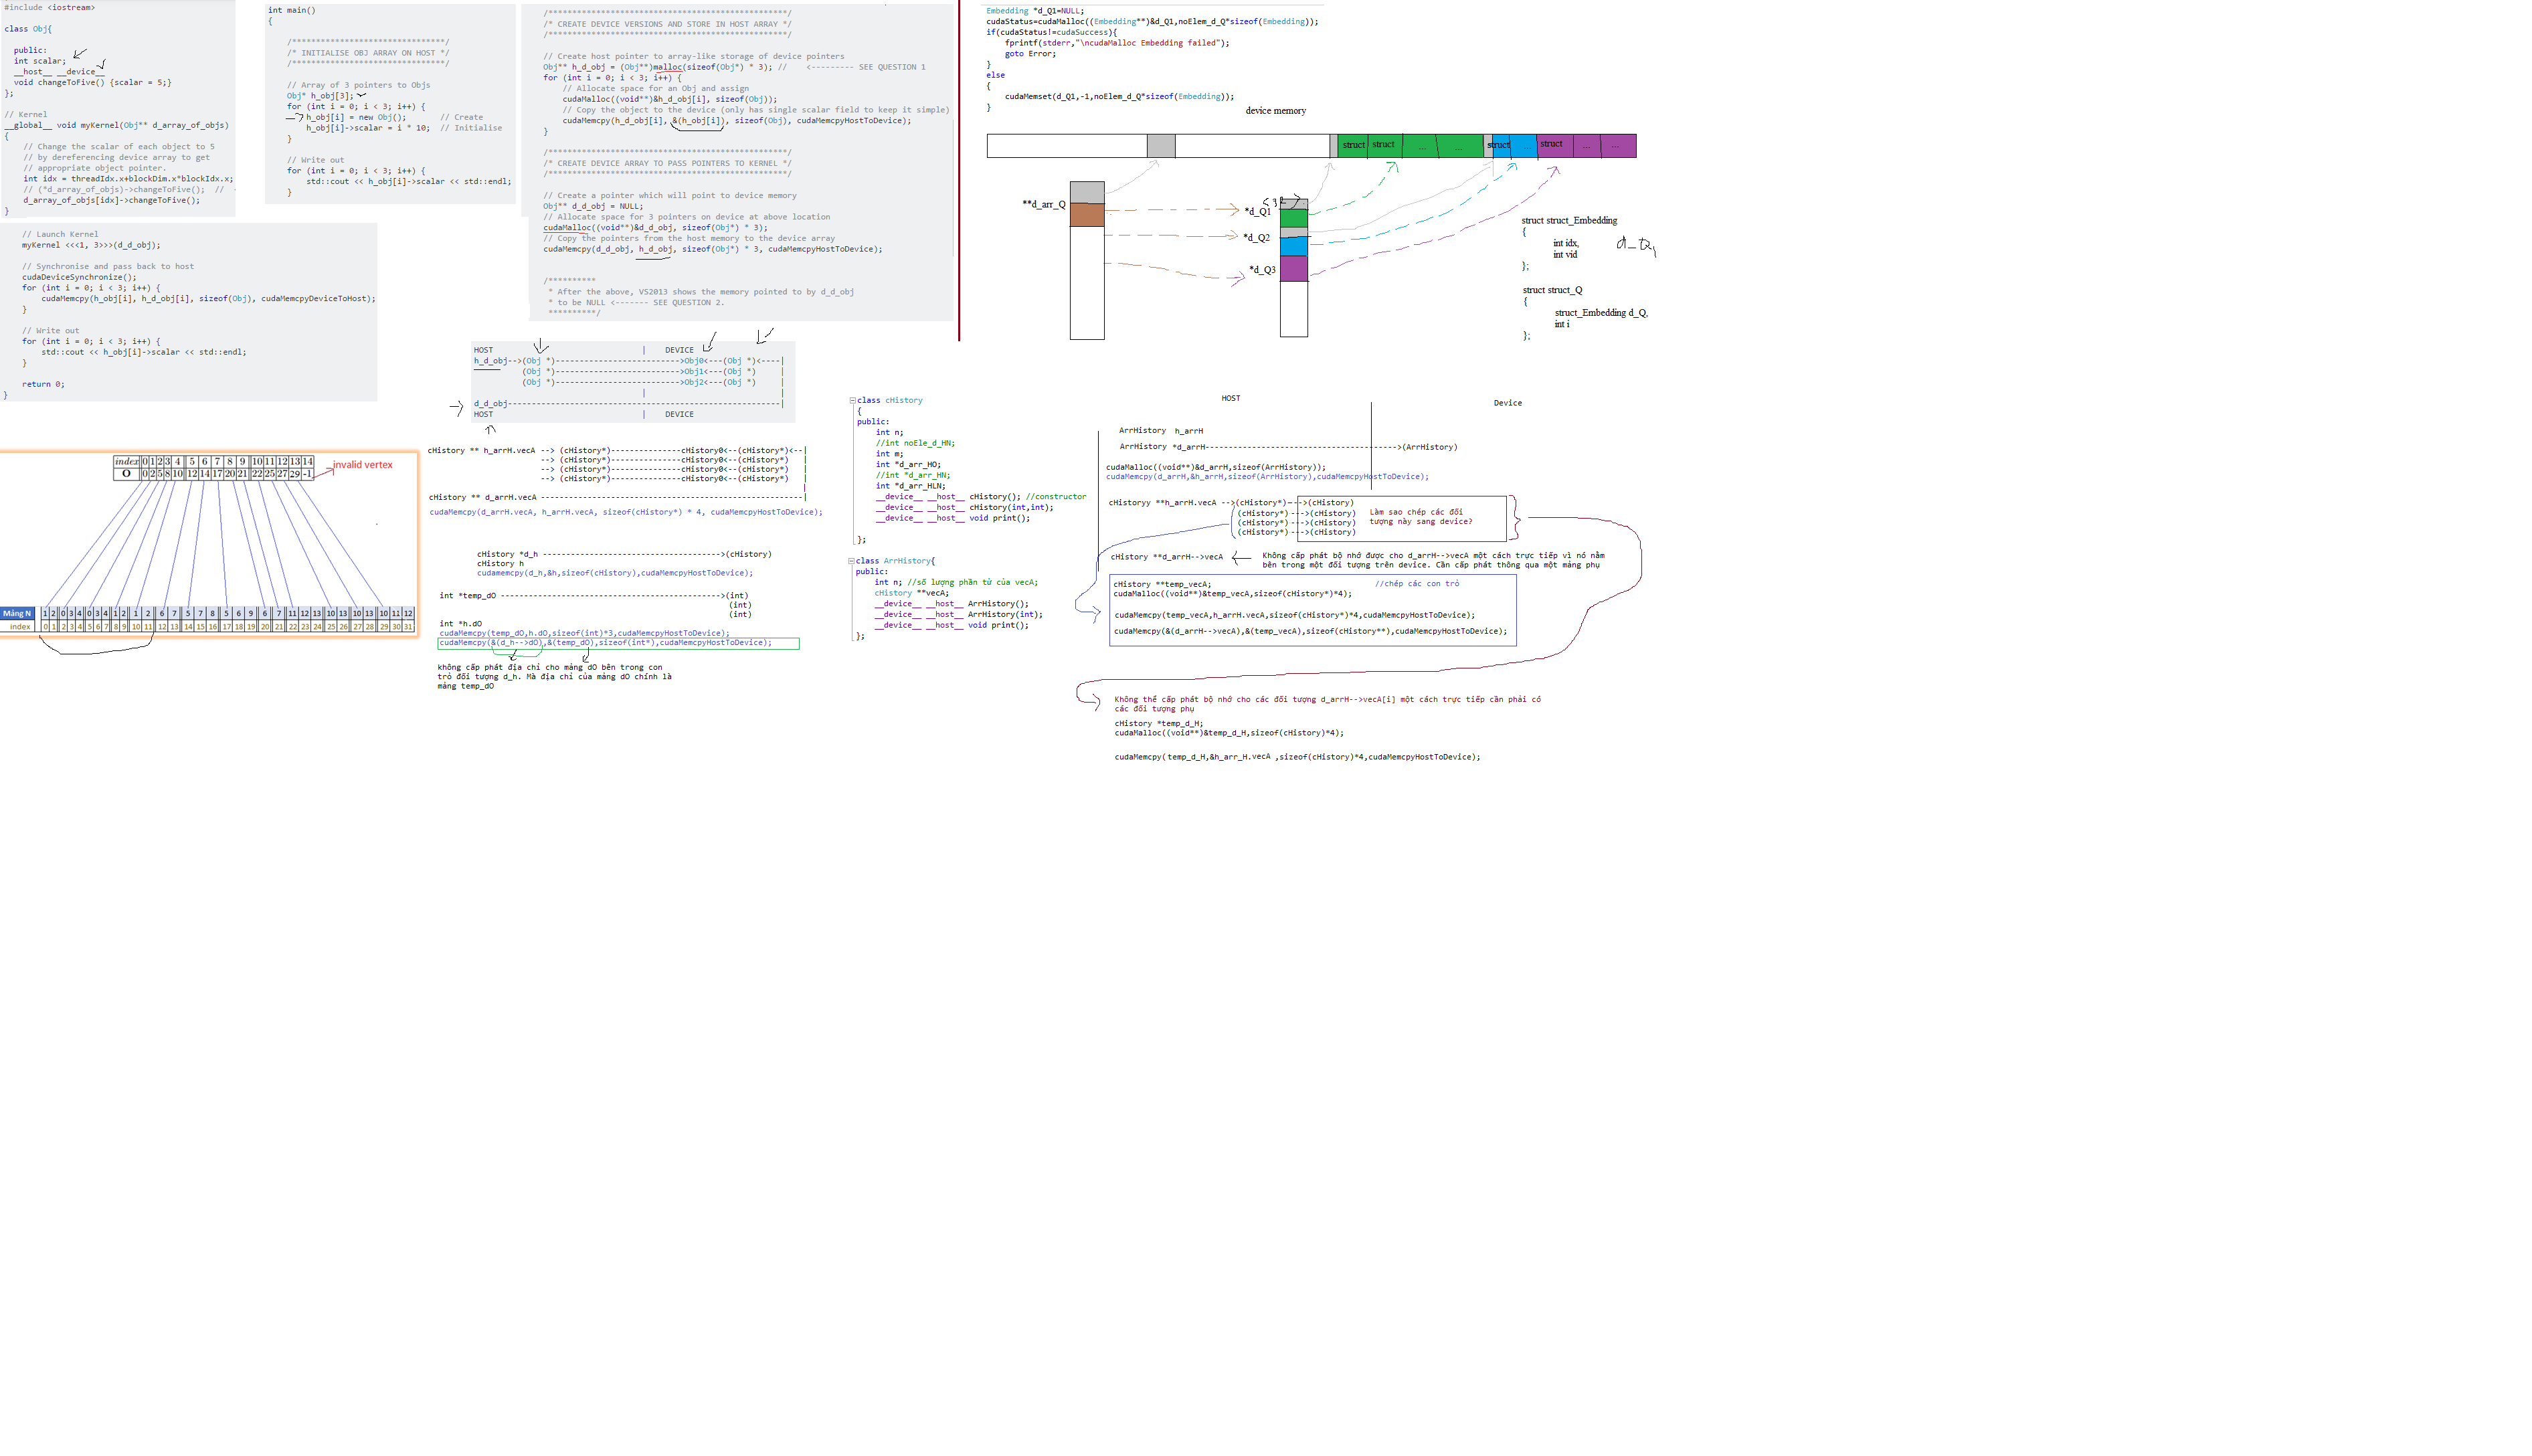 #include <iostream>
class Obj{
public:
int scalar;
__host__ __device__
void changeToFive() {scalar = 5;}
};
// Kernel
__global__ void myKernel(Obj** d_array_of_objs)
{
// Change the scalar of each object to 5
// by dereferencing device array to get
// appropriate object pointer.
int idx = threadIdx.x+blockDim.x*blockIdx.x;
// (*d_array_of_objs)->changeToFive();  //
d_array_of_objs[idx]->changeToFive();
}
int main()
{
/********************************/
/* INITIALISE OBJ ARRAY ON HOST */
/********************************/
// Array of 3 pointers to Objs
Obj* h_obj[3];
for (int i = 0; i < 3; i++) {
h_obj[i] = new Obj();       // Create
h_obj[i]->scalar = i * 10;  // Initialise
}
// Write out
for (int i = 0; i < 3; i++) {
std::cout << h_obj[i]->scalar << std::endl;
}
/**************************************************/
/* CREATE DEVICE VERSIONS AND STORE IN HOST ARRAY */
/**************************************************/
// Create host pointer to array-like storage of device pointers
Obj** h_d_obj = (Obj**)malloc(sizeof(Obj*) * 3); //    <--------- SEE QUESTION 1
for (int i = 0; i < 3; i++) {
// Allocate space for an Obj and assign
cudaMalloc((void**)&h_d_obj[i], sizeof(Obj));
// Copy the object to the device (only has single scalar field to keep it simple)
cudaMemcpy(h_d_obj[i], &(h_obj[i]), sizeof(Obj), cudaMemcpyHostToDevice);
}
/**************************************************/
/* CREATE DEVICE ARRAY TO PASS POINTERS TO KERNEL */
/**************************************************/
// Create a pointer which will point to device memory
Obj** d_d_obj = NULL;
// Allocate space for 3 pointers on device at above location
cudaMalloc((void**)&d_d_obj, sizeof(Obj*) * 3);
// Copy the pointers from the host memory to the device array
cudaMemcpy(d_d_obj, h_d_obj, sizeof(Obj*) * 3, cudaMemcpyHostToDevice);
/**********
* After the above, VS2013 shows the memory pointed to by d_d_obj
* to be NULL <------- SEE QUESTION 2.
**********/
// Launch Kernel
myKernel <<<1, 3>>>(d_d_obj);
// Synchronise and pass back to host
cudaDeviceSynchronize();
for (int i = 0; i < 3; i++) {
cudaMemcpy(h_obj[i], h_d_obj[i], sizeof(Obj), cudaMemcpyDeviceToHost);
}
// Write out
for (int i = 0; i < 3; i++) {
std::cout << h_obj[i]->scalar << std::endl;
}
return 0;
}
HOST | DEVICE
h_d_obj-->(Obj *)-------------------------->Obj0<---(Obj *)<----|
(Obj *)-------------------------->Obj1<---(Obj *) |
(Obj *)-------------------------->Obj2<---(Obj *) |
| |
d_d_obj---------------------------------------------------------|
HOST | DEVICE
Embedding *d_Q1=NULL;
cudaStatus=cudaMalloc((Embedding**)&d_Q1,noElem_d_Q*sizeof(Embedding));
if(cudaStatus!=cudaSuccess){
fprintf(stderr,"\ncudaMalloc Embedding failed");
goto Error;
}
else
{
cudaMemset(d_Q1,-1,noElem_d_Q*sizeof(Embedding));
}
device memory
struct struct ... ... struct ... struct ... ...
**d_arr_Q
*d_Q1
*d_Q2
*d_Q3
struct struct_Embedding
{
int idx,
int vid
};
d_Q1
struct struct_Q
{
struct_Embedding d_Q,
int i
};
index 0 1 2 3 4 5 6 7 8 9 10 11 12 13 14
O 0 2 5 8 10 12 14 17 20 21 22 25 27 29 -1
invalid vertex
Mảng N 1 2 0 3 4 0 3 4 1 2 1 2 6 7 5 7 8 5 6 9 6 7 11 12 13 10 13 10 13 10 11 12
index 0 1 2 3 4 5 6 7 8 9 10 11 12 13 14 15 16 17 18 19 20 21 22 23 24 25 26 27 28 29 30 31
cHistory ** h_arrH.vecA --> (cHistory*)---------------cHistory0<--(cHistory*)<--|
--> (cHistory*)---------------cHistory0<--(cHistory*) |
--> (cHistory*)---------------cHistory0<--(cHistory*) |
--> (cHistory*)---------------cHistory0<--(cHistory*) |
|
cHistory ** d_arrH.vecA --------------------------------------------------------|
cudaMemcpy(d_arrH.vecA, h_arrH.vecA, sizeof(cHistory*) * 4, cudaMemcpyHostToDevice);
cHistory *d_h -------------------------------------->(cHistory)
cHistory h
cudamemcpy(d_h,&h,sizeof(cHistory),cudaMemcpyHostToDevice);
int *temp_dO ----------------------------------------------->(int)
(int)
(int)
int *h.dO
cudaMemcpy(temp_dO,h.dO,sizeof(int)*3,cudaMemcpyHostToDevice);
cudaMemcpy(&(d_h-->dO),&(temp_dO),sizeof(int*),cudaMemcpyHostToDevice);
không cấp phát địa chỉ cho mảng dO bên trong con
trỏ đối tượng d_h. Mà địa chỉ của mảng dO chính là
mảng temp_dO
class cHistory
{
public:
int n;
//int noEle_d_HN;
int m;
int *d_arr_HO;
//int *d_arr_HN;
int *d_arr_HLN;
__device__ __host__ cHistory(); //constructor
__device__ __host__ cHistory(int,int);
__device__ __host__ void print();
};
class ArrHistory{
public:
int n; //số lượng phần tử của vecA;
cHistory **vecA;
__device__ __host__ ArrHistory();
__device__ __host__ ArrHistory(int);
__device__ __host__ void print();
};
HOST
Device
ArrHistory h_arrH
ArrHistory *d_arrH----------------------------------------->(ArrHistory)
cudaMalloc((void**)&d_arrH,sizeof(ArrHistory));
cudaMemcpy(d_arrH,&h_arrH,sizeof(ArrHistory),cudaMemcpyHostToDevice);
cHistoryy **h_arrH.vecA -->(cHistory*)--->(cHistory)
(cHistory*)--->(cHistory)
(cHistory*)--->(cHistory)
(cHistory*)--->(cHistory)
Làm sao chép các đối
tượng này sang device?
cHistory **d_arrH-->vecA
Không cấp phát bộ nhớ được cho d_arrH-->vecA một cách trực tiếp vì nó nằm
bên trong một đối tượng trên device. Cần cấp phát thông qua một mảng phụ
cHistory **temp_vecA; //chép các con trỏ
cudaMalloc((void**)&temp_vecA,sizeof(cHistory*)*4);
cudaMemcpy(temp_vecA,h_arrH.vecA,sizeof(cHistory*)*4,cudaMemcpyHostToDevice);
cudaMemcpy(&(d_arrH-->vecA),&(temp_vecA),sizeof(cHistory**),cudaMemcpyHostToDevice);
Không thể cấp phát bộ nhớ cho các đối tượng d_arrH-->vecA[i] một cách trực tiếp cần phải có
các đối tượng phụ
cHistory *temp_d_H;
cudaMalloc((void**)&temp_d_H,sizeof(cHistory)*4);
cudaMemcpy(temp_d_H,&h_arr_H.vecA ,sizeof(cHistory)*4,cudaMemcpyHostToDevice);